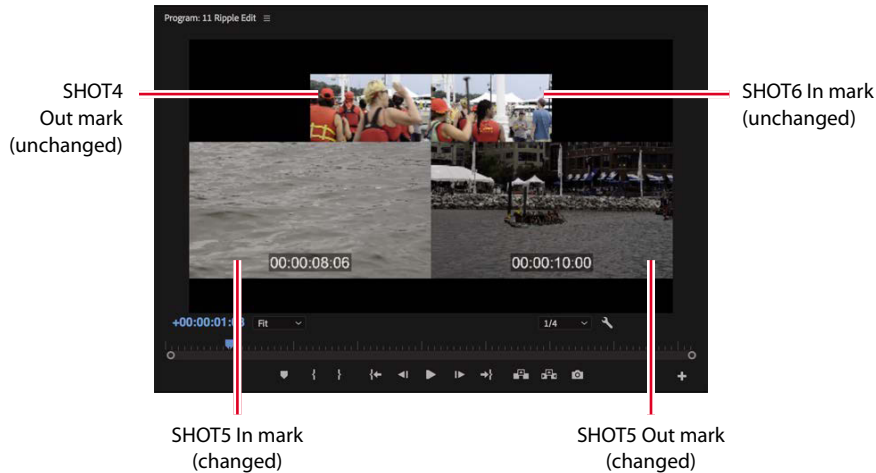 Program: 11 Ripple Edit
SHOT4
Out mark
(unchanged)
SHOT6 In mark
(unchanged)
00:00:08:06
00:00:10:00
Fit
1/4
SHOT5 In mark
(changed)
SHOT5 Out mark
(changed)